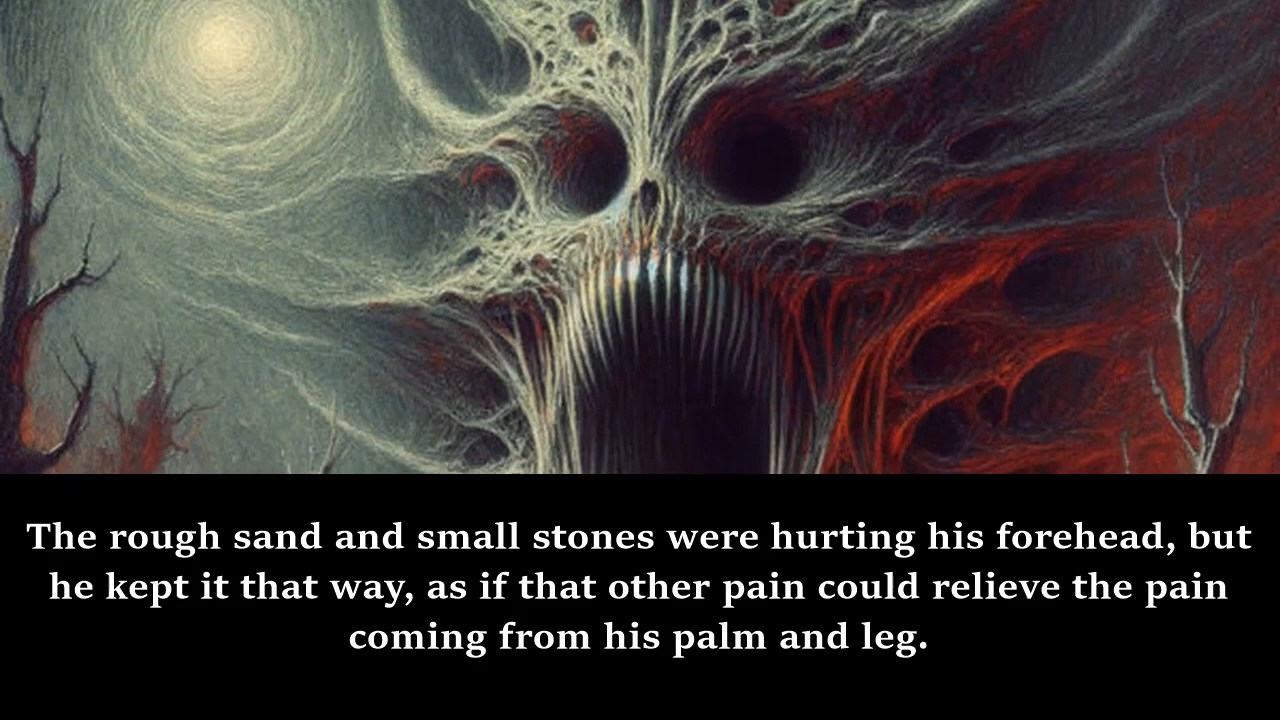 The rough sand and small stones were hurting his forehead, but
he kept it that way, as if that other pain could relieve the pain
coming from his palm and leg.